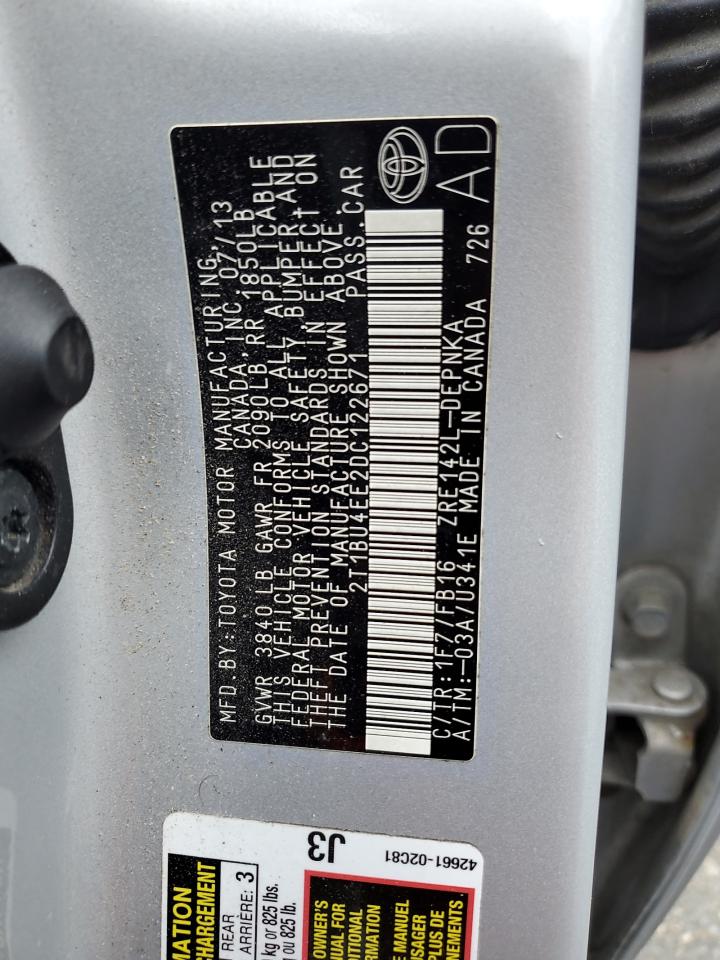 MFD.BY:TOYOTA MOTOR MANUFACTURING,
CANADA, INC. 07/13
GVWR 3840 LB GAWR FR 2090LB, RR 1850LB
THIS VEHICLE CONFORMS TO ALL APPLICABLE
FEDERAL MOTOR VEHICLE SAFETY, BUMPER AND
THEFT PREVENTION STANDARDS IN EFFECT ON
THE DATE OF MANUFACTURE SHOWN ABOVE.
2T1BU4EE2DC122671 PASS.CAR
C/TR:1F7/FB16 ZRE142L-DEPNKA
A/TM:-03A/U341E MADE IN CANADA 726
AD
J3
42661-02C81
MATION
CHARGEMENT
REAR
ARRIÈRE: 3
kg or 825 lbs.
ou 825 lb.
OWNER'S
UAL FOR
DITIONAL
RMATION
E MANUEL
USAGER
PLUS DE
NEMENTS